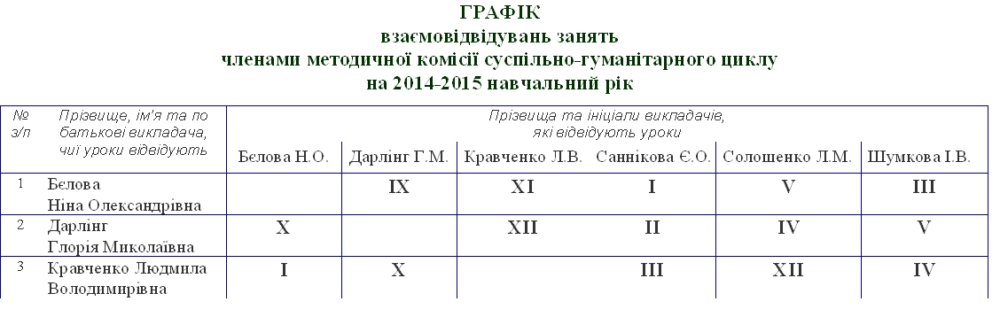 ГРАФІК
взаємовідвідувань занять
членами методичної комісії суспільно-гуманітарного циклу
на 2014-2015 навчальний рік
№ з/п Прізвище, ім'я та по батькові викладача, чиї уроки відвідують Прізвища та ініціали викладачів, які відвідують уроки
Бєлова Н.О. Дарлінг Г.М. Кравченко Л.В. Саннікова Є.О. Солошенко Л.М. Шумкова І.В.
1 Бєлова IX XI I V III
Ніна Олександрівна
2 Дарлінг X XII II IV V
Глорія Миколаївна
3 Кравченко Людмила I X III XII IV
Володимирівна